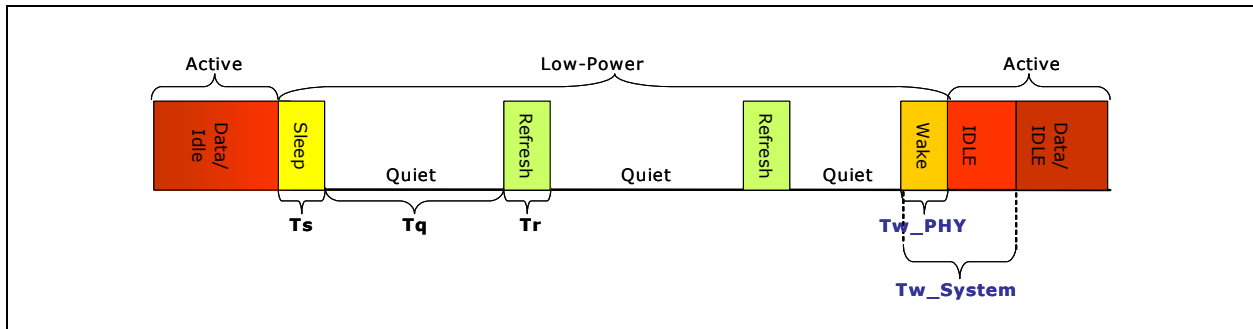 Active
Low-Power
Active
Data/
Idle
Sleep
Refresh
Refresh
Wake
IDLE
Data/
IDLE
Quiet
Quiet
Quiet
Ts
Tq
Tr
Tw_PHY
Tw_System